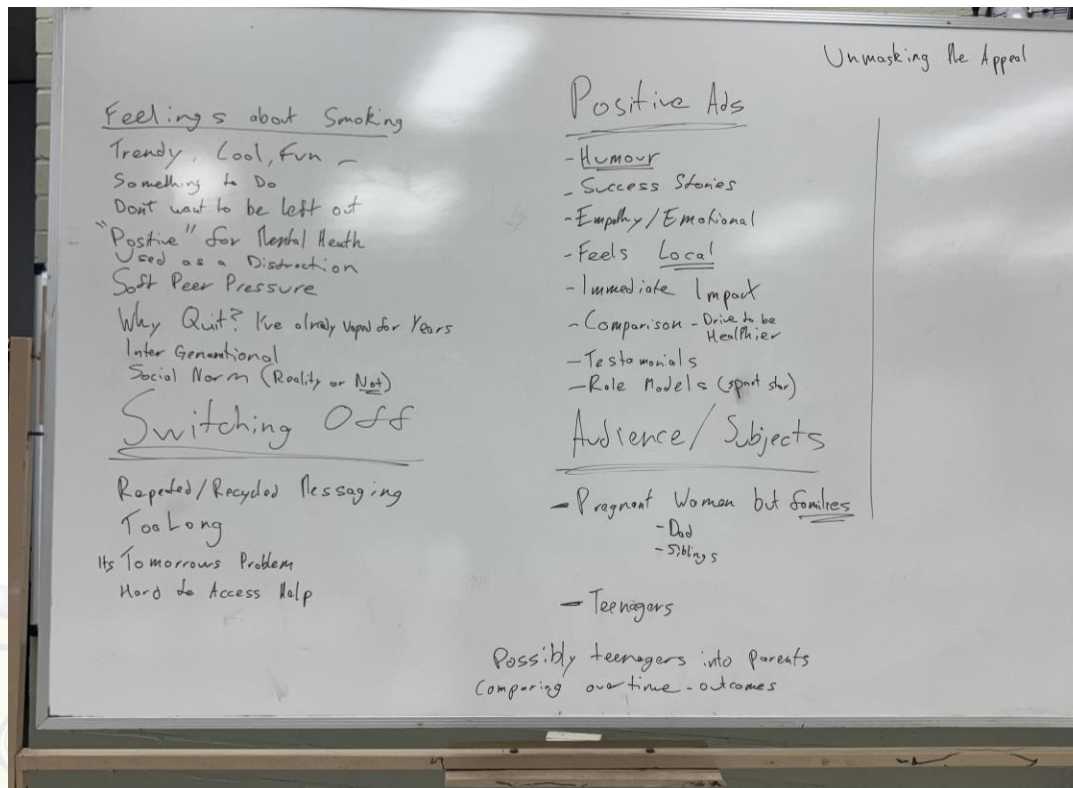 Unmasking the Appeal
Feelings about Smoking
Trendy, Cool, Fun -
Something to Do
Dont want to be left out
"Positive" for Mental Heath
Used as a Distraction
Soft Peer Pressure
Why Quit? I've already vaped for Years
Inter Generational
Social Norm (Reality or Not)
Switching Off
Repeated/Recycled Messaging
Too Long
Its Tomorrows Problem
Hard to Access Help
Positive Ads
- Humour
- Success Stories
- Empathy/Emotional
- Feels Local
- Immediate Impact
- Comparison - Drive to be
Healthier
- Testomonials
- Role Models (sport star)
Audience/Subjects
- Pregnant Women but families
- Dad
- Siblings
- Teenagers
Possibly teenagers into parents
Comparing overtime - outcomes